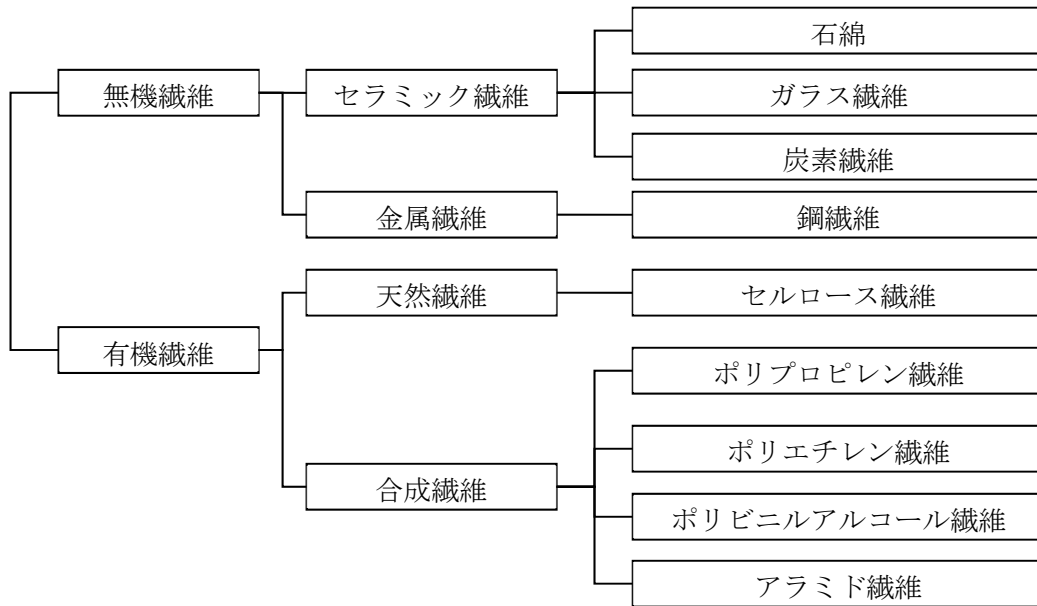 石綿
無機繊維
セラミック繊維
ガラス繊維
炭素繊維
金属繊維
鋼繊維
天然繊維
セルロース繊維
有機繊維
ポリプロピレン繊維
ポリエチレン繊維
合成繊維
ポリビニルアルコール繊維
アラミド繊維